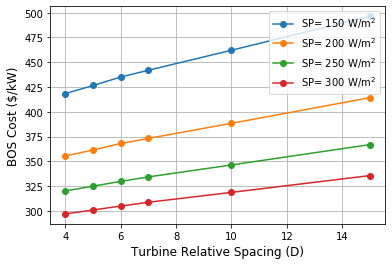 500
475
450
425
400
375
350
325
300
BOS Cost ($/kW)
4
6
8
10
12
14
Turbine Relative Spacing (D)
SP= 150 W/m²
SP= 200 W/m²
SP= 250 W/m²
SP= 300 W/m²